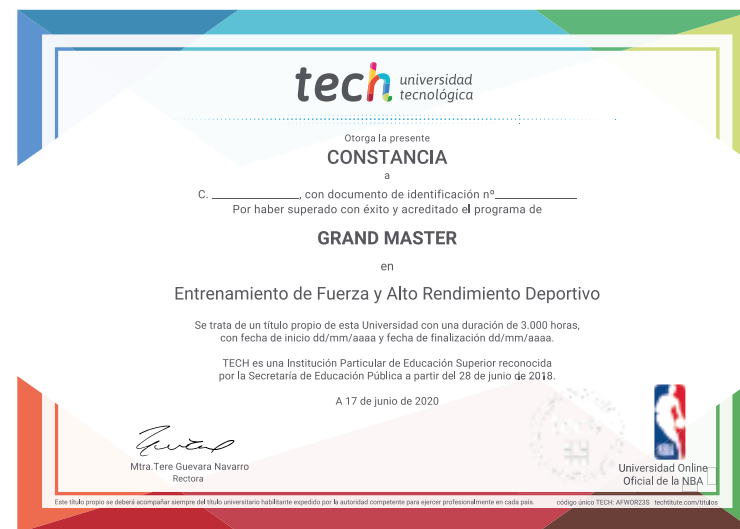 tech universidad
tecnológica
Otorga la presente
CONSTANCIA
a
C. ____________, con documento de identificación nº____________
Por haber superado con éxito y acreditado el programa de
GRAND MASTER
en
Entrenamiento de Fuerza y Alto Rendimiento Deportivo
Se trata de un título propio de esta Universidad con una duración de 3.000 horas,
con fecha de inicio dd/mm/aaaa y fecha de finalización dd/mm/aaaa.
TECH es una Institución Particular de Educación Superior reconocida
por la Secretaría de Educación Pública a partir del 28 de junio de 2018.
A 17 de junio de 2020
Mtra.Tere Guevara Navarro
Rectora
NBA
Universidad Online
Oficial de la NBA
Este título propio se deberá acompañar siempre del título universitario habilitante expedido por la autoridad competente para ejercer profesionalmente en cada país. código único TECH: AFWOR23S techtitute.com/titulos